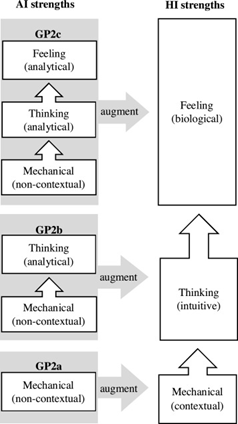 AI strengths
HI strengths
GP2c
Feeling
(analytical)
Thinking
(analytical)
Mechanical
(non-contextual)
augment
Feeling
(biological)
GP2b
Thinking
(analytical)
Mechanical
(non-contextual)
augment
Thinking
(intuitive)
GP2a
Mechanical
(non-contextual)
augment
Mechanical
(contextual)